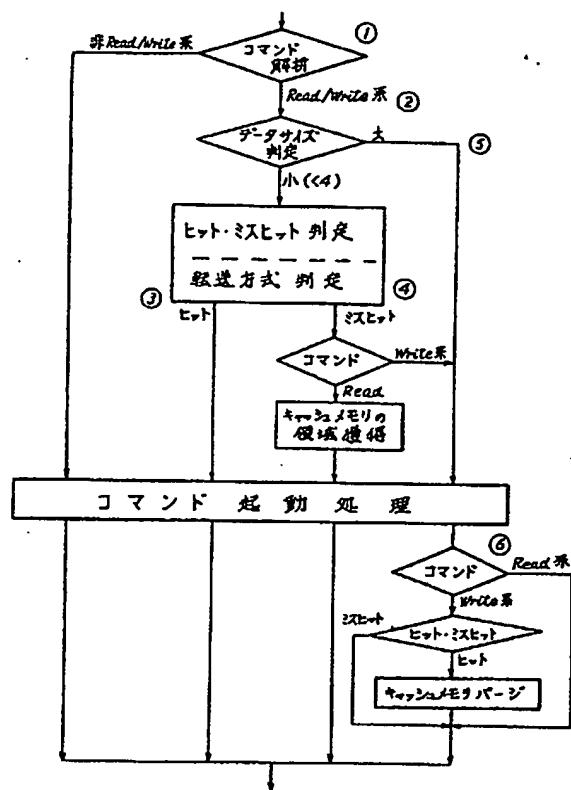 ①
コマンド
解析
非Read/Write系
Read/Write系
②
データサイズ
判定
大
⑤
小(<4)
ヒット・ミスヒット判定
転送方式判定
③
④
ヒット
ミスヒット
コマンド
Write系
Read
キャッシュメモリの
領域獲得
コマンド起動処理
⑥
コマンド
Read系
Write系
ミスヒット
ヒット・ミスヒット
ヒット
キャッシュメモリパージ